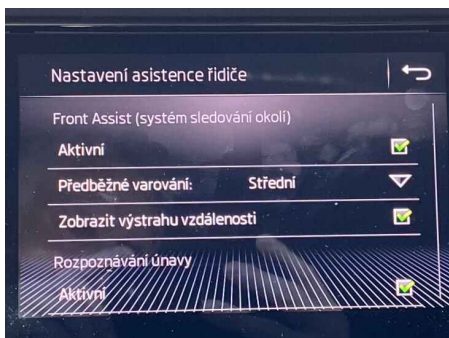 Nastavení asistence řidiče
Front Assist (systém sledování okolí)
Aktivní
Předběžné varování: Střední
Zobrazit výstrahu vzdálenosti
Rozpoznávání únavy
Aktivní